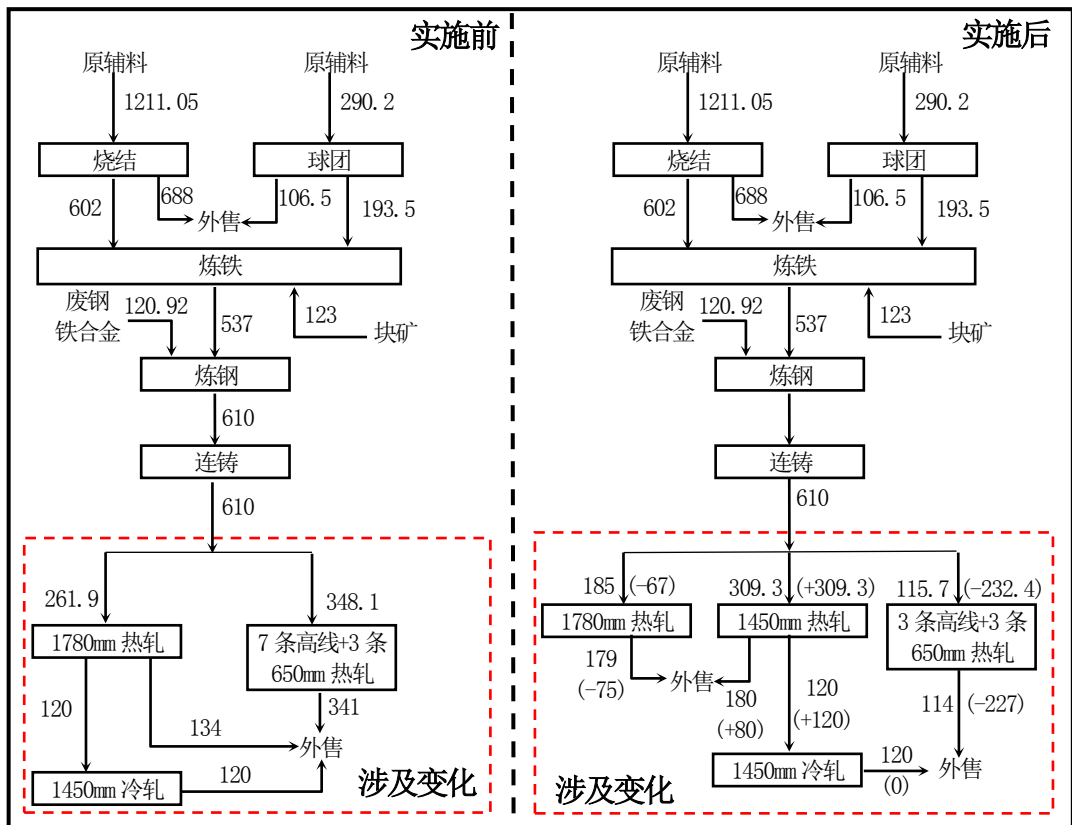 实施前
原辅料
原辅料
1211.05
290.2
烧结
球团
688
106.5
602
外售
193.5
炼铁
废钢
铁合金
120.92
537
123
块矿
炼钢
610
连铸
610
261.9
348.1
1780mm 热轧
7 条高线+3 条
650mm 热轧
120
134
341
外售
1450mm 冷轧
120
涉及变化
实施后
原辅料
原辅料
1211.05
290.2
烧结
球团
688
106.5
602
外售
193.5
炼铁
废钢
铁合金
120.92
537
123
块矿
炼钢
连铸
610
185
(-67)
309.3
(+309.3)
115.7
(-232.4)
1780mm 热轧
1450mm 热轧
3 条高线+3 条
650mm 热轧
179
(-75)
外售
180
(+80)
120
(+120)
114
(-227)
1450mm 冷轧
120
(0)
外售
涉及变化